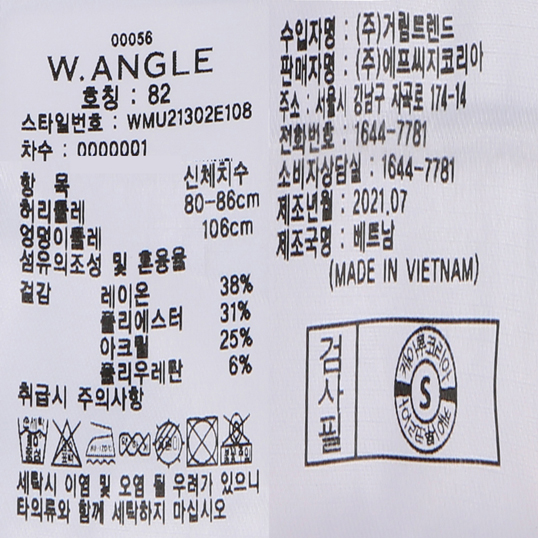 00056
W.ANGLE
호칭 : 82
스타일번호 : WMU21302E108
차수 : 0000001
항 목 신체치수
허리둘레 80-86cm
엉덩이둘레 106cm
섬유의조성 및 혼용율
겉감 레이온 38%
폴리에스터 31%
아크릴 25%
폴리우레탄 6%
취급시 주의사항
세탁시 이염 및 오염 될 우려가 있으니
타의류와 함께 세탁하지 마십시오
수입자명 : (주)거림트렌드
판매자명 : (주)에프씨지코리아
주소 : 서울시 강남구 자곡로 174-14
전화번호 : 1644-7781
소비자상담실 : 1644-7781
제조년월 : 2021.07
제조국명 : 베트남
(MADE IN VIETNAM)
검사필
S